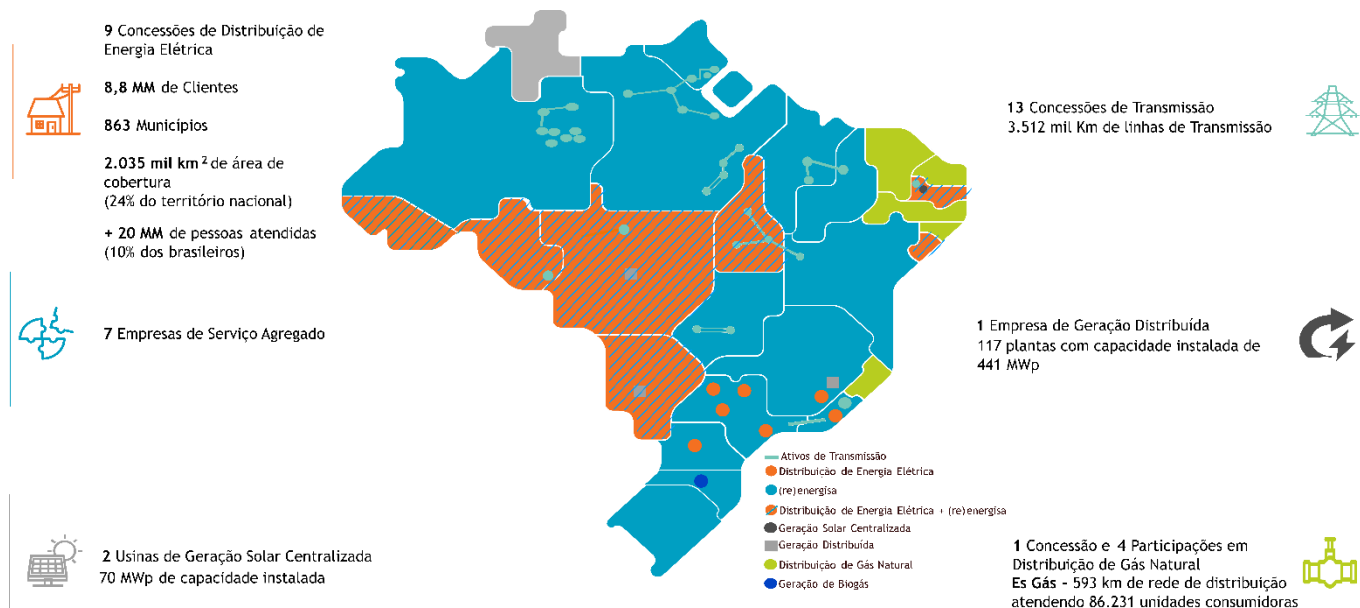 9 Concessões de Distribuição de
Energia Elétrica
8,8 MM de Clientes
863 Municípios
2.035 mil km² de área de
cobertura
(24% do território nacional)
+ 20 MM de pessoas atendidas
(10% dos brasileiros)
7 Empresas de Serviço Agregado
2 Usinas de Geração Solar Centralizada
70 MWp de capacidade instalada
13 Concessões de Transmissão
3.512 mil Km de linhas de Transmissão
1 Empresa de Geração Distribuída
117 plantas com capacidade instalada de
441 MWp
Ativos de Transmissão
Distribuição de Energia Elétrica
(re)energisa
Distribuição de Energia Elétrica + (re)energisa
Geração Solar Centralizada
Geração Distribuída
Distribuição de Gás Natural
Geração de Biogás
1 Concessão e 4 Participações em
Distribuição de Gás Natural
Es Gás - 593 km de rede de distribuição
atendendo 86.231 unidades consumidoras